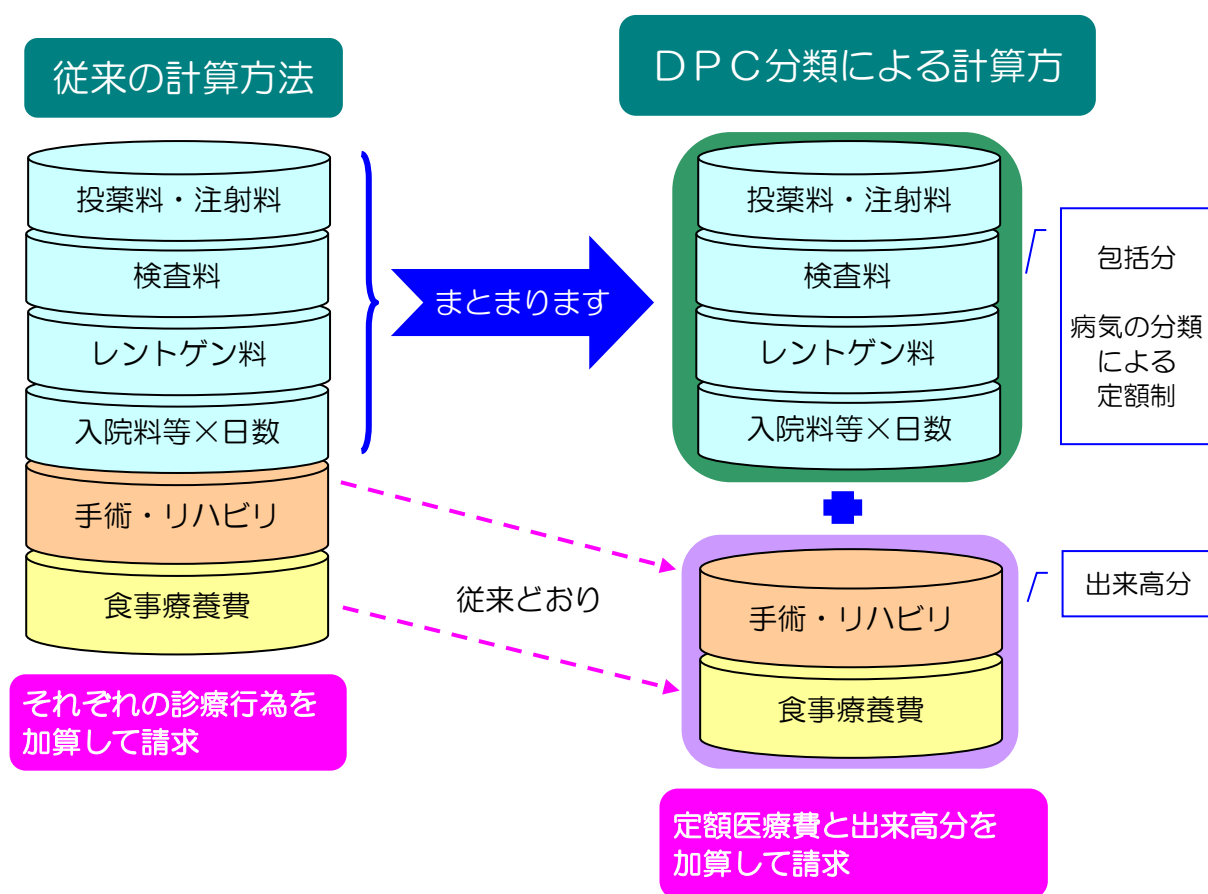 従来の計算方法
投薬料・注射料
検査料
レントゲン料
入院料等×日数
手術・リハビリ
食事療養費
それぞれの診療行為を
加算して請求
まとまります
従来どおり
DPC分類による計算方
投薬料・注射料
検査料
レントゲン料
入院料等×日数
包括分
病気の分類
による
定額制
手術・リハビリ
食事療養費
出来高分
定額医療費と出来高分を
加算して請求